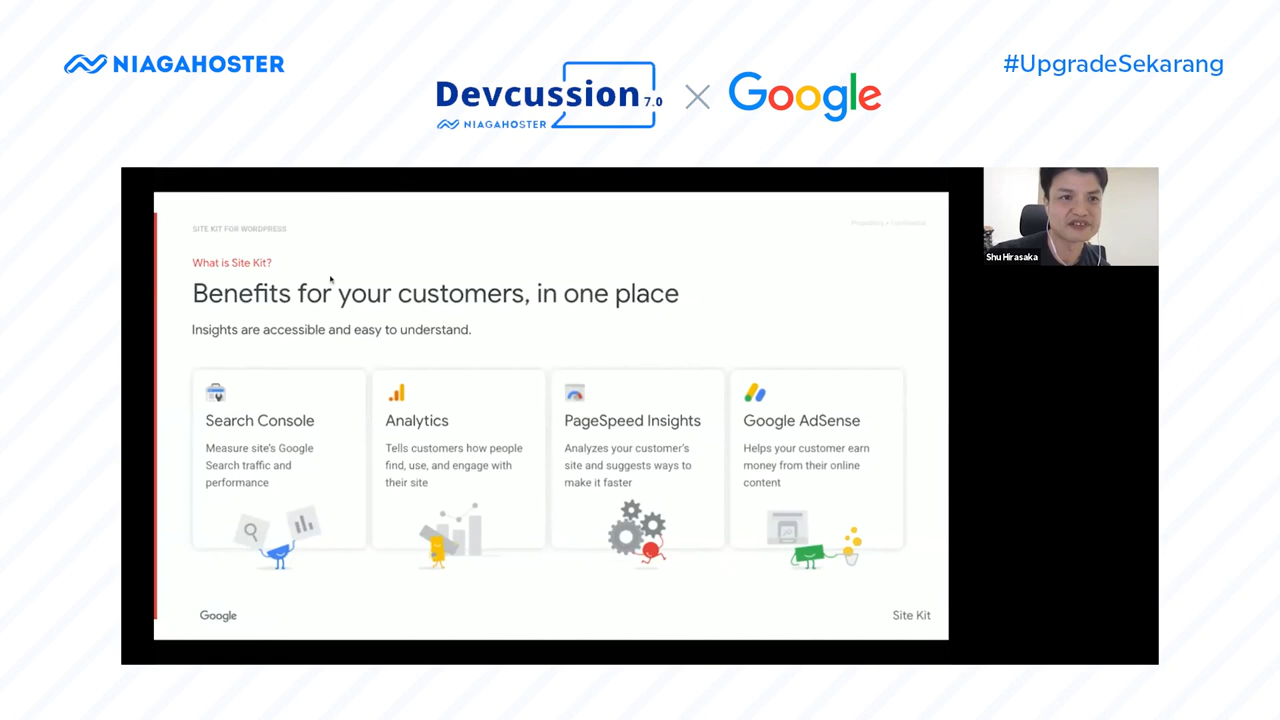 NIAGAHOSTER
Devcussion 7.0
NIAGAHOSTER
Google
#UpgradeSekarang
SITE KIT FOR WORDPRESS
Proprietary + Confidential
What is Site Kit?
Benefits for your customers, in one place
Insights are accessible and easy to understand.
Search Console
Measure site's Google
Search traffic and
performance
Analytics
Tells customers how people
find, use, and engage with
their site
PageSpeed Insights
Analyzes your customer's
site and suggests ways to
make it faster
Google AdSense
Helps your customer earn
money from their online
content
Google
Site Kit
Shu Hirasaka